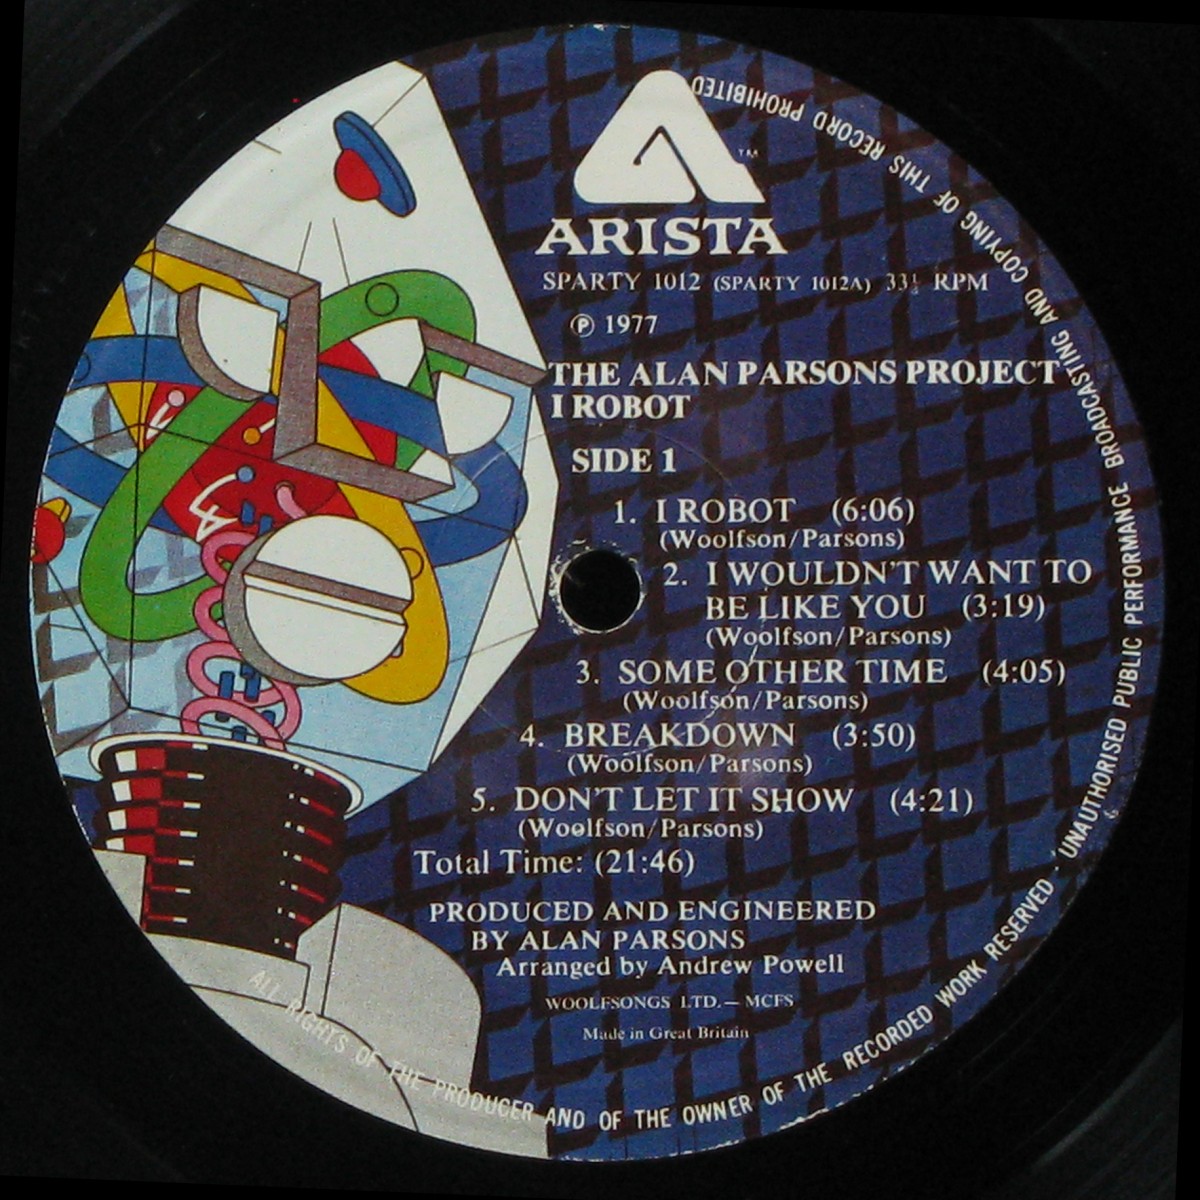 ARISTA
TM
SPARTY 1012 (SPARTY 1012A) 33⅓ RPM
℗ 1977
THE ALAN PARSONS PROJECT
I ROBOT
SIDE 1
1. I ROBOT (6:06)
(Woolfson/Parsons)
2. I WOULDN'T WANT TO
BE LIKE YOU (3:19)
(Woolfson/Parsons)
3. SOME OTHER TIME (4:05)
(Woolfson/Parsons)
4. BREAKDOWN (3:50)
(Woolfson/Parsons)
5. DON'T LET IT SHOW (4:21)
(Woolfson/Parsons)
Total Time: (21:46)
PRODUCED AND ENGINEERED
BY ALAN PARSONS
Arranged by Andrew Powell
WOOLFSONGS LTD. — MCFS
Made in Great Britain
ALL RIGHTS OF THE PRODUCER AND OF THE OWNER OF THE RECORDED WORK RESERVED. UNAUTHORISED PUBLIC PERFORMANCE BROADCASTING AND COPYING OF THIS RECORD PROHIBITED